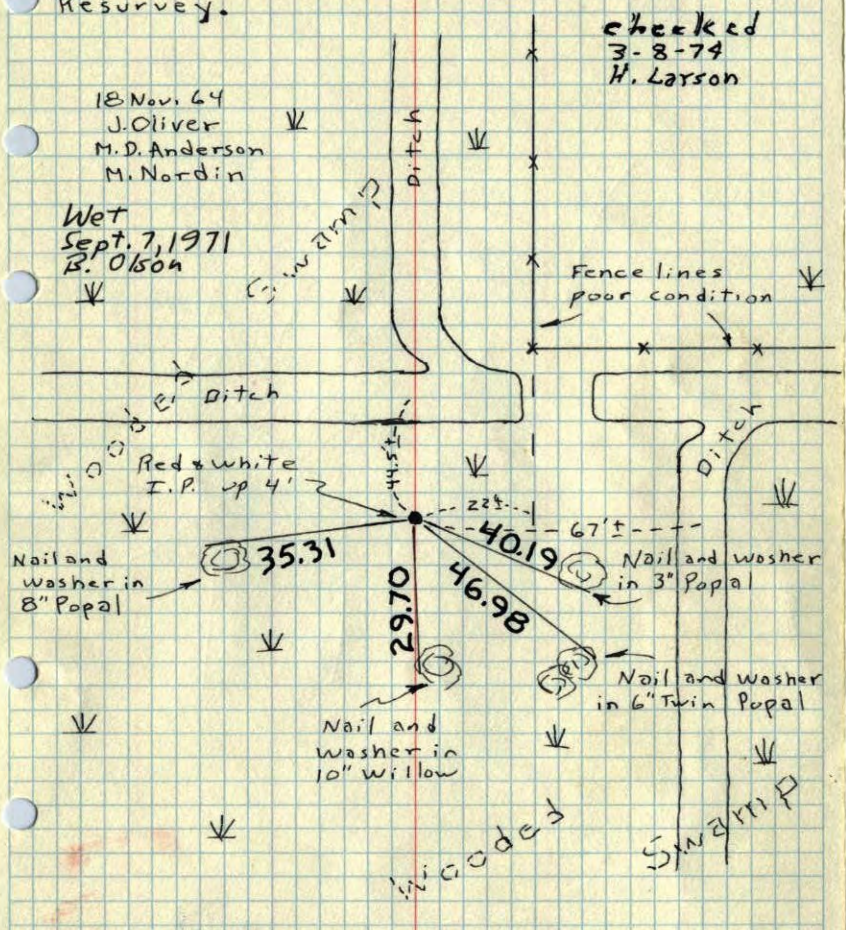 Resurvey.
checked
3-8-74
H. Larson
18 Nov. 64
J. Oliver
M. D. Anderson
M. Nordin
Ditch
Wet
Sept. 7, 1971
B. Olson
Swamp
Fence lines
poor condition
Wooded
Ditch
Ditch
Red & white
I.P. up 4'
44.5'±
22±
67'±
35.31
40.19
46.98
29.70
Nail and
washer in
8" Popal
Nail and washer
in 3" Popal
Nail and washer
in 6" Twin Popal
Nail and
washer in
10" Willow
Wooded
Swamp